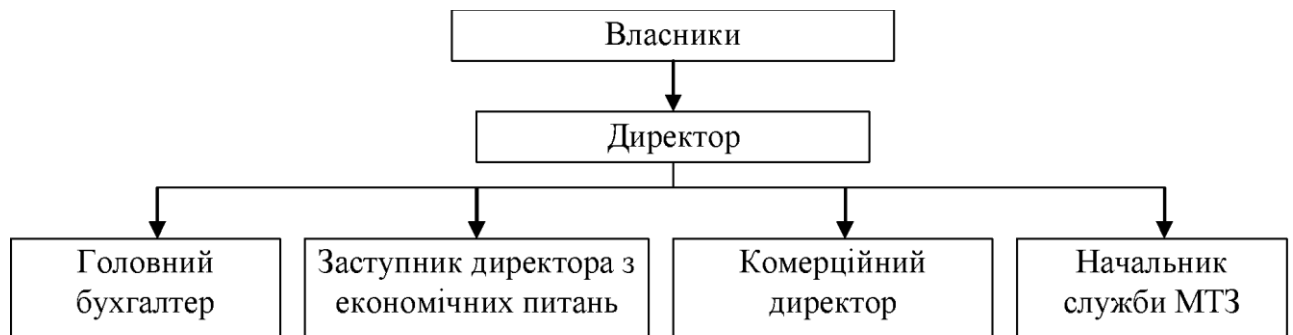 Власники
Директор
Головний
бухгалтер
Заступник директора з
економічних питань
Комерційний
директор
Начальник
служби МТЗ